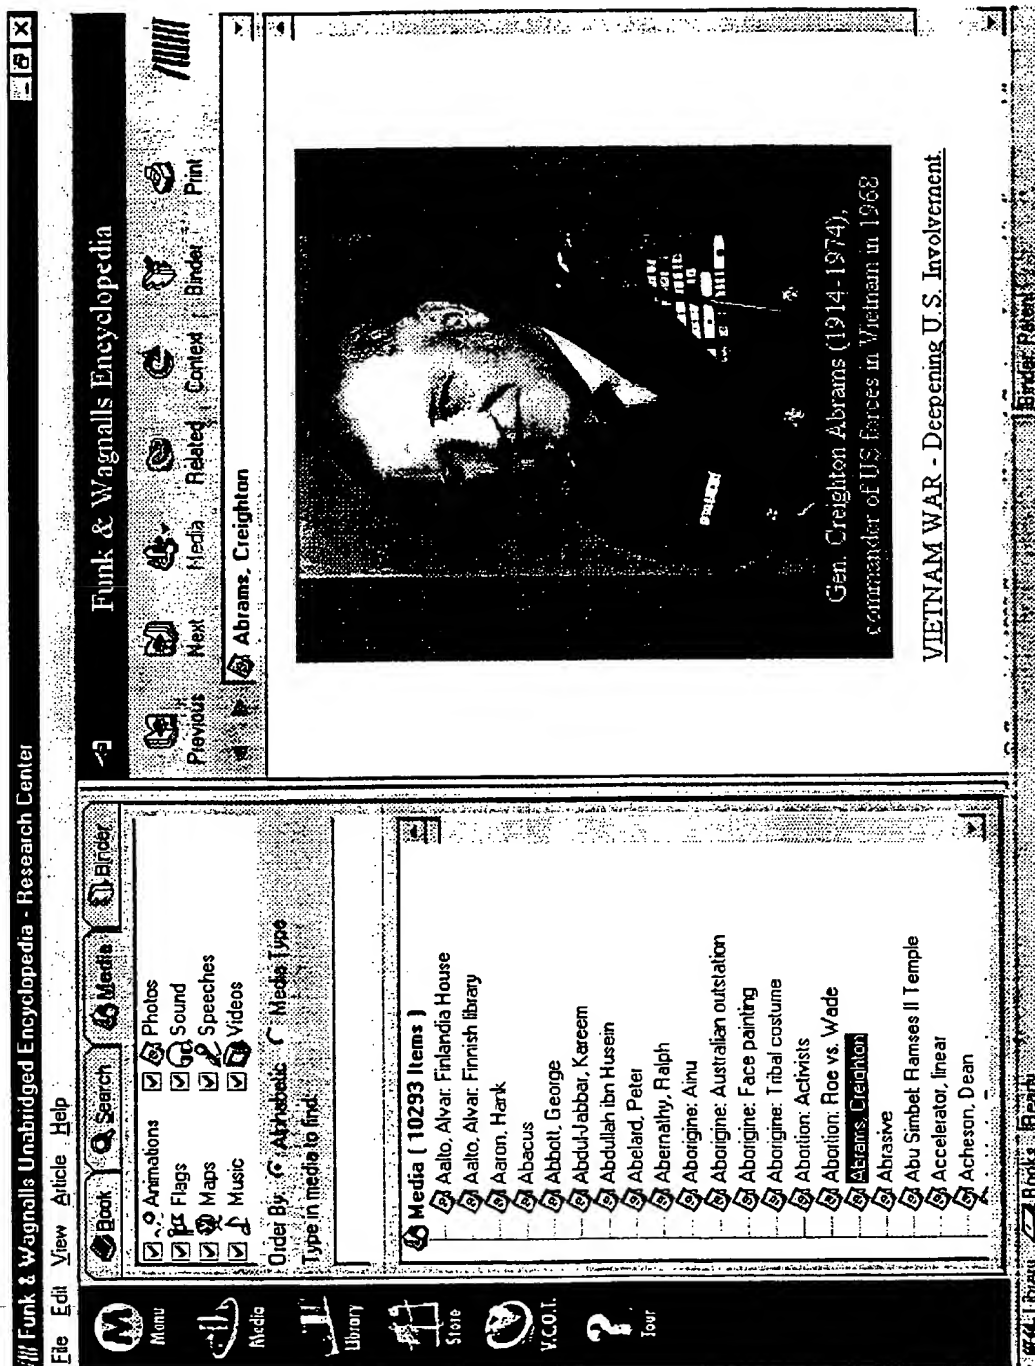 Funk & Wagnalls Unabridged Encyclopedia - Research Center
File Edit View Article Help
Menu
Media
Library
Store
V.C.O.T.
Tour
Book Search Media Binder
Animations Photos
Flags Sound
Maps Speeches
Music Videos
Order By: Alphabetic Media Type
Type in media to find:
Media ( 10293 Items )
Aalto, Alvar: Finlandia House
Aalto, Alvar: Finnish library
Aaron, Hank
Abacus
Abbott, George
Abdul-Jabbar, Kareem
Abdullah ibn Husein
Abelard, Peter
Abernathy, Ralph
Aborigine: Ainu
Aborigine: Australian outstation
Aborigine: Face painting
Aborigine: Tribal costume
Abortion: Activists
Abortion: Roe vs. Wade
Abrams, Creighton
Abrasive
Abu Simbel: Ramses II Temple
Accelerator, linear
Acheson, Dean
Funk & Wagnalls Encyclopedia
Previous Next Media Related Context Binder Print
Abrams, Creighton
Gen. Creighton Abrams (1914-1974),
commander of US forces in Vietnam in 1968
VIETNAM WAR - Deepening U.S. Involvement.
Ready